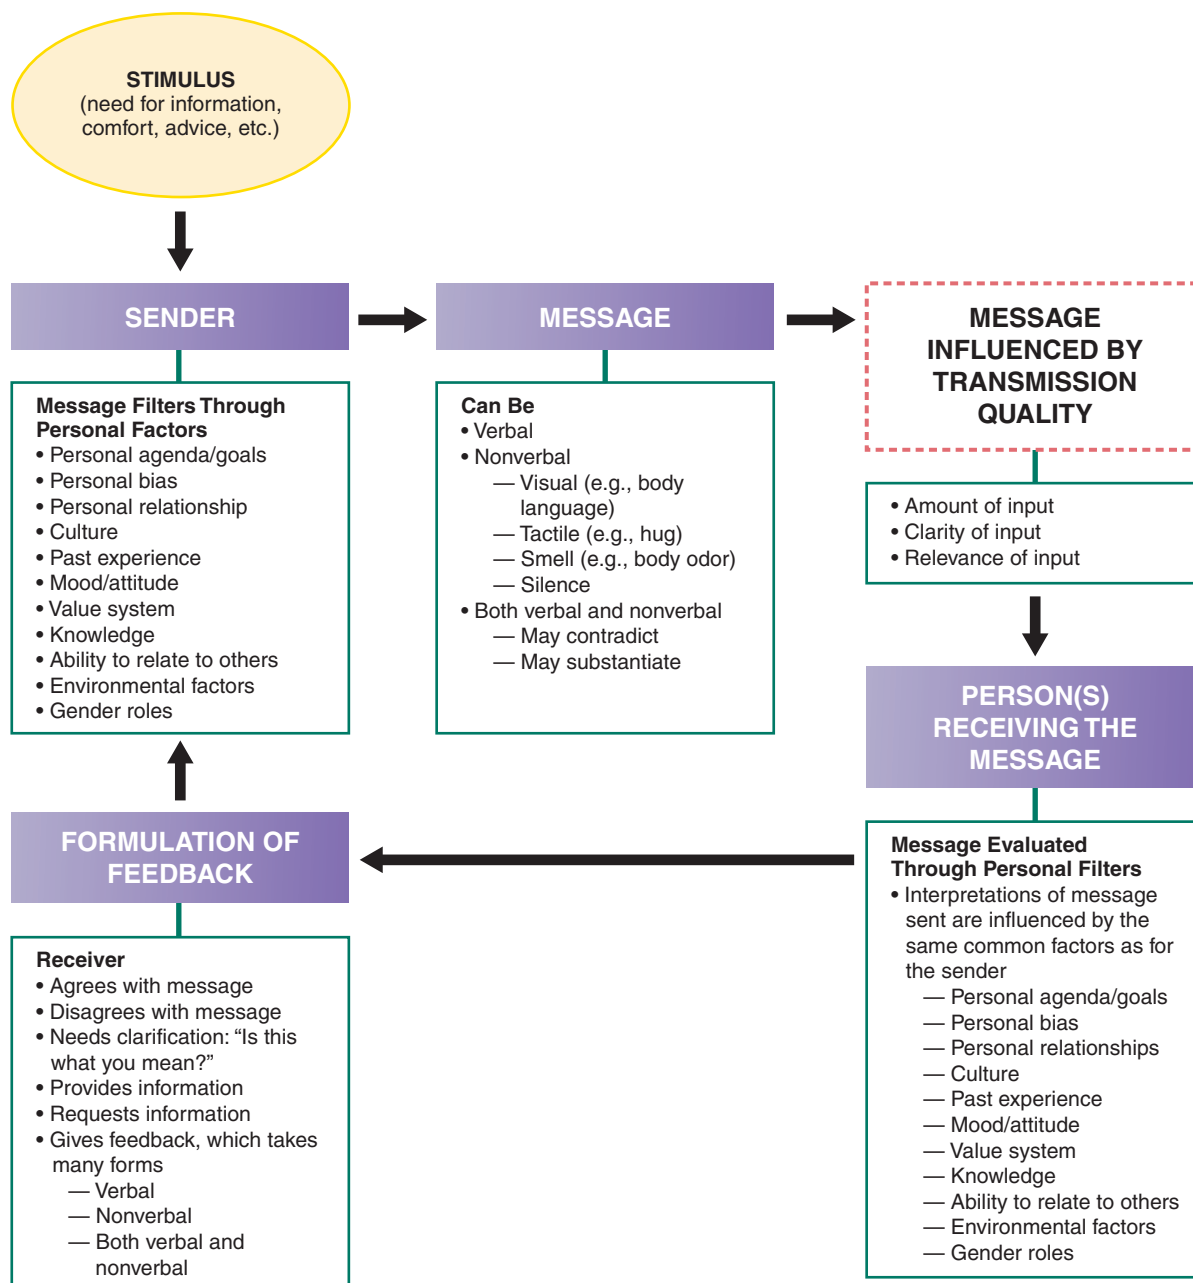 STIMULUS
(need for information,
comfort, advice, etc.)
SENDER
Message Filters Through
Personal Factors
• Personal agenda/goals
• Personal bias
• Personal relationship
• Culture
• Past experience
• Mood/attitude
• Value system
• Knowledge
• Ability to relate to others
• Environmental factors
• Gender roles
MESSAGE
Can Be
• Verbal
• Nonverbal
— Visual (e.g., body
language)
— Tactile (e.g., hug)
— Smell (e.g., body odor)
— Silence
• Both verbal and nonverbal
— May contradict
— May substantiate
MESSAGE
INFLUENCED BY
TRANSMISSION
QUALITY
• Amount of input
• Clarity of input
• Relevance of input
PERSON(S)
RECEIVING THE
MESSAGE
Message Evaluated
Through Personal Filters
• Interpretations of message
sent are influenced by the
same common factors as for
the sender
— Personal agenda/goals
— Personal bias
— Personal relationships
— Culture
— Past experience
— Mood/attitude
— Value system
— Knowledge
— Ability to relate to others
— Environmental factors
— Gender roles
FORMULATION OF
FEEDBACK
Receiver
• Agrees with message
• Disagrees with message
• Needs clarification: “Is this
what you mean?”
• Provides information
• Requests information
• Gives feedback, which takes
many forms
— Verbal
— Nonverbal
— Both verbal and
nonverbal